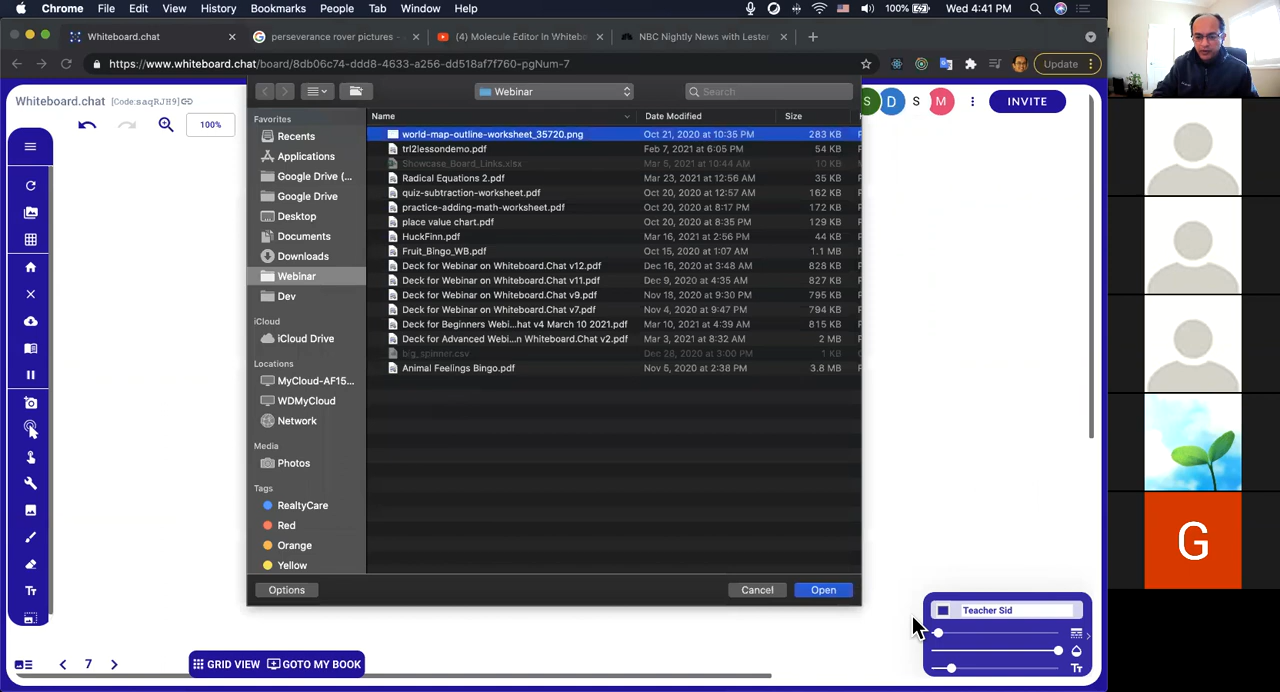 Chrome File Edit View History Bookmarks People Tab Window Help 100% Wed 4:41 PM
Whiteboard.chat perseverance rover pictures - (4) Molecule Editor In Whitebo NBC Nightly News with Lester
https://www.whiteboard.chat/board/8db06c74-ddd8-4633-a256-dd518af7f760-pgNum-7 Update
Whiteboard.chat [Code:saqRJH9]
100%
Webinar Search
S D S M INVITE
Name Date Modified Size
Favorites
Recents
Applications
Google Drive (...
Google Drive
Desktop
Documents
Downloads
Webinar
Dev
iCloud
iCloud Drive
Locations
MyCloud-AF15...
WDMyCloud
Network
Media
Photos
Tags
RealtyCare
Red
Orange
Yellow
world-map-outline-worksheet_35720.png Oct 21, 2020 at 10:35 PM 283 KB P
trl2lessondemo.pdf Feb 7, 2021 at 6:05 PM 54 KB P
Showcase_Board_Links.xlsx Mar 5, 2021 at 10:44 AM 10 KB
Radical Equations 2.pdf Mar 23, 2021 at 12:56 AM 35 KB P
quiz-subtraction-worksheet.pdf Oct 20, 2020 at 12:57 AM 162 KB P
practice-adding-math-worksheet.pdf Oct 20, 2020 at 8:17 PM 172 KB P
place value chart.pdf Oct 20, 2020 at 8:35 PM 129 KB P
HuckFinn.pdf Mar 16, 2021 at 2:56 PM 44 KB P
Fruit_Bingo_WB.pdf Oct 15, 2020 at 1:07 AM 1.1 MB P
Deck for Webinar on Whiteboard.Chat v12.pdf Dec 16, 2020 at 3:48 AM 828 KB P
Deck for Webinar on Whiteboard.Chat v11.pdf Dec 9, 2020 at 4:35 AM 827 KB P
Deck for Webinar on Whiteboard.Chat v9.pdf Nov 18, 2020 at 9:30 PM 795 KB P
Deck for Webinar on Whiteboard.Chat v7.pdf Nov 4, 2020 at 9:47 PM 794 KB P
Deck for Beginners Webi...hat v4 March 10 2021.pdf Mar 10, 2021 at 4:39 AM 815 KB P
Deck for Advanced Webi...n Whiteboard.Chat v2.pdf Mar 3, 2021 at 8:32 AM 2 MB P
big_spinner.csv Dec 28, 2020 at 3:00 PM 1 KB
Animal Feelings Bingo.pdf Nov 5, 2020 at 2:38 PM 3.8 MB P
Options Cancel Open
Teacher Sid
Tт
Tт
7 GRID VIEW GOTO MY BOOK
G